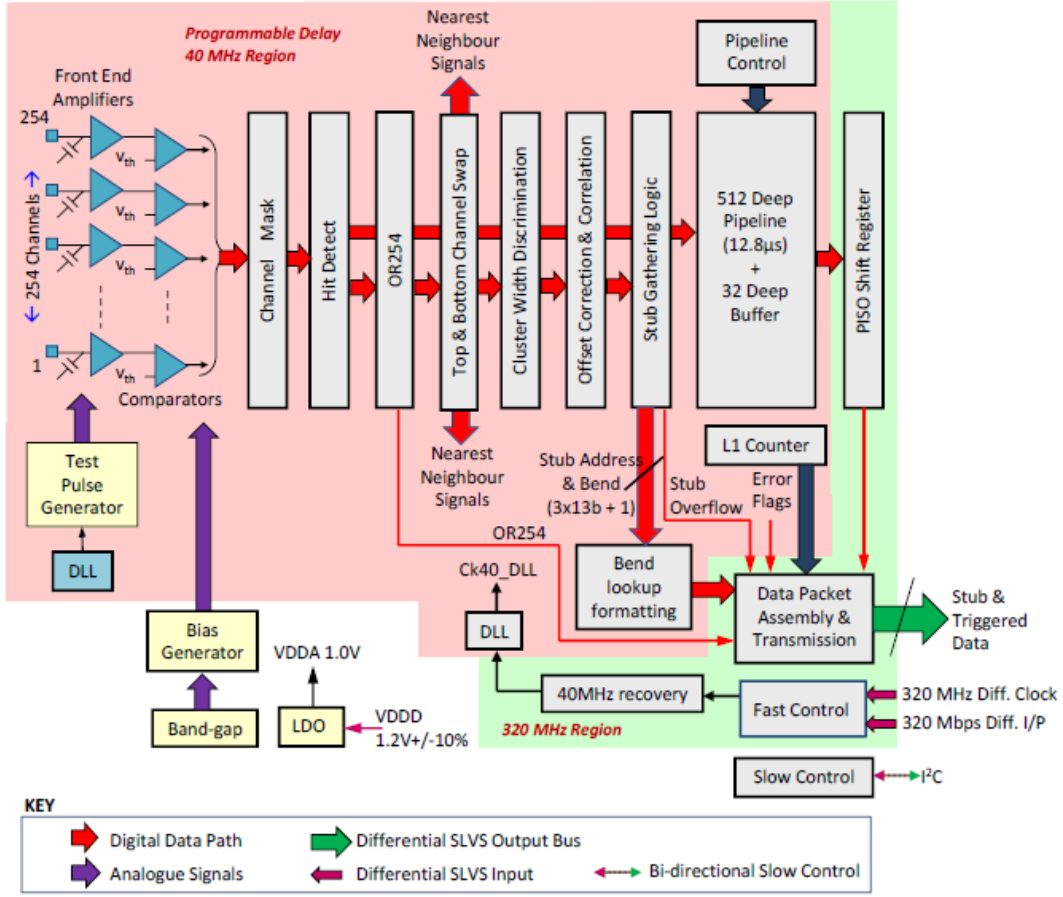 Programmable Delay
40 MHz Region
Nearest
Neighbour
Signals
Pipeline
Control
Front End
Amplifiers
254
Vth
Vth
Vth
Vth
← 254 Channels →
1
Comparators
Channel Mask
Hit Detect
OR254
Top & Bottom Channel Swap
Cluster Width Discrimination
Offset Correction & Correlation
Stub Gathering Logic
512 Deep
Pipeline
(12.8µs)
+
32 Deep
Buffer
PISO Shift Register
Nearest
Neighbour
Signals
Stub Address
& Bend
(3x13b + 1)
Stub
Overflow
Error
Flags
L1 Counter
Test
Pulse
Generator
DLL
OR254
Ck40_DLL
Bend
lookup
formatting
Data Packet
Assembly &
Transmission
Stub &
Triggered
Data
DLL
Bias
Generator
VDDA 1.0V
Band-gap
LDO
VDDD
1.2V+/-10%
40MHz recovery
320 MHz Region
Fast Control
320 MHz Diff. Clock
320 Mbps Diff. I/P
Slow Control
I²C
KEY
Digital Data Path
Differential SLVS Output Bus
Analogue Signals
Differential SLVS Input
Bi-directional Slow Control